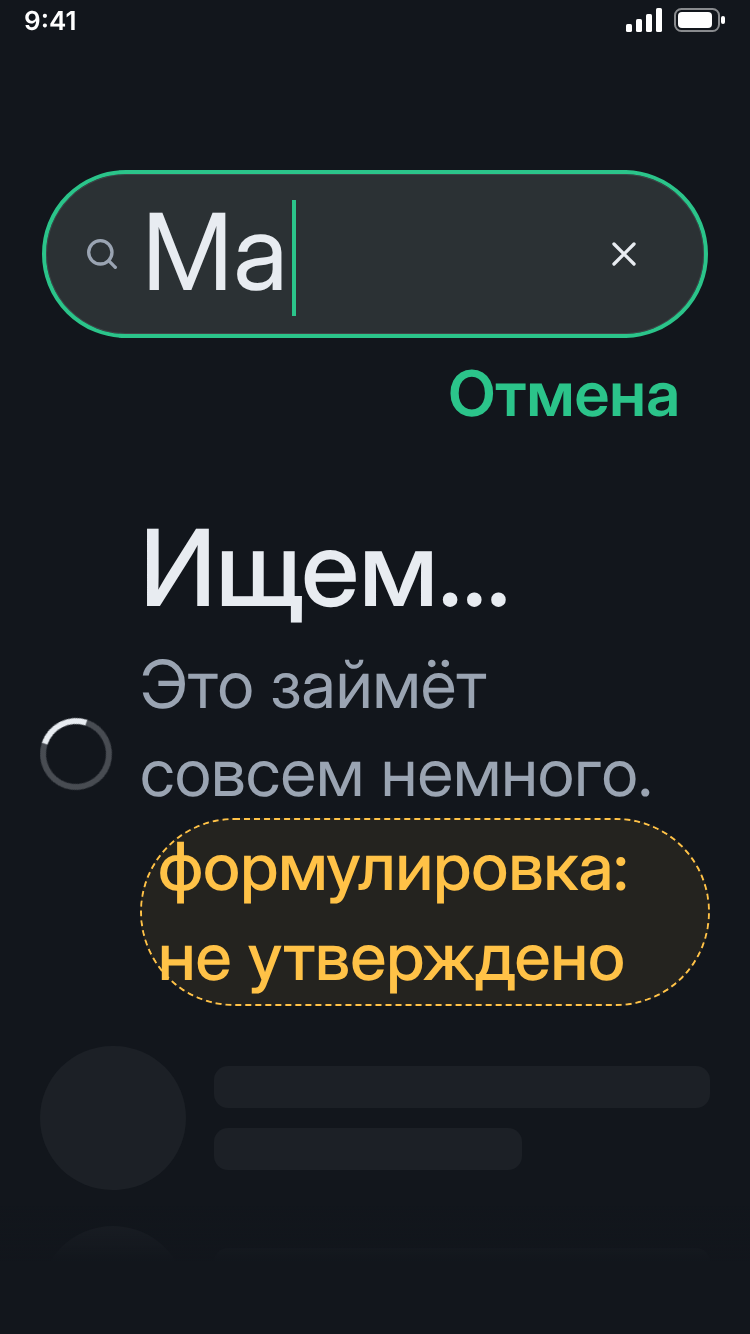 9:41
Ма
Отмена
Ищем...
Это займёт
совсем немного.
формулировка:
не утверждено